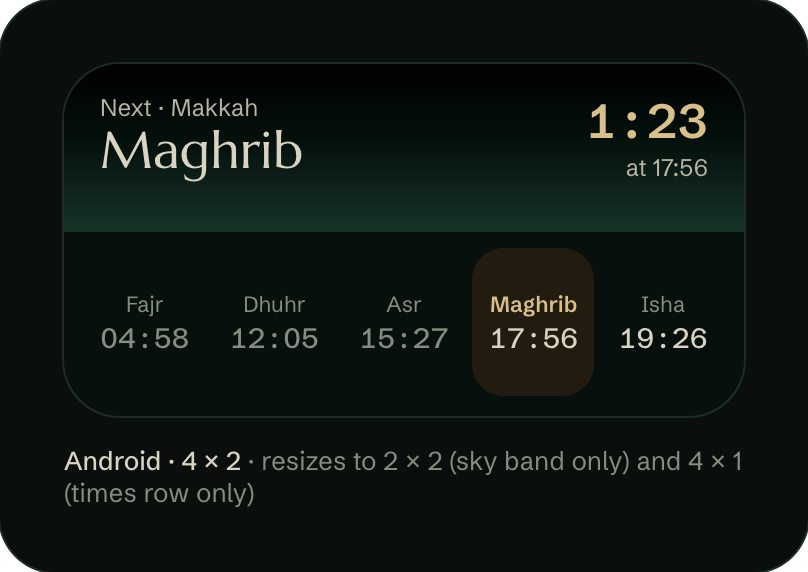 Next · Makkah
Maghrib
1:23
at 17:56
Fajr Dhuhr Asr Maghrib Isha
04:58 12:05 15:27 17:56 19:26
Android · 4 × 2 · resizes to 2 × 2 (sky band only) and 4 × 1
(times row only)